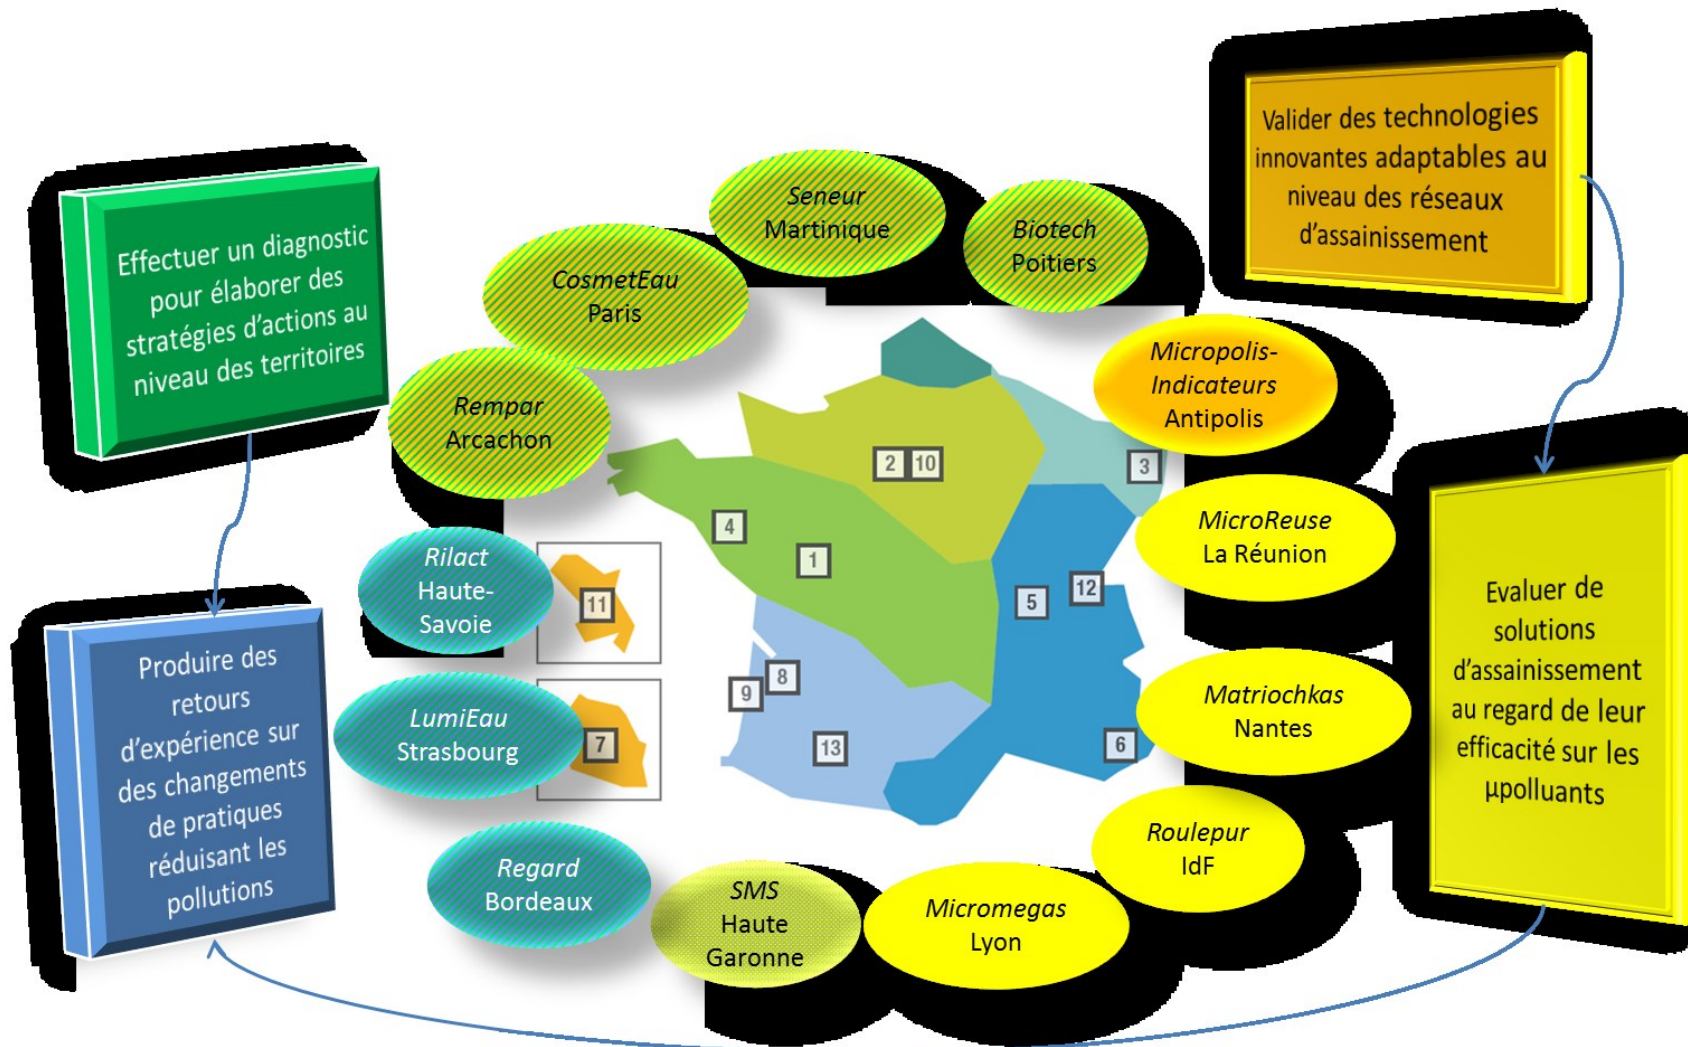 Effectuer un diagnostic
pour élaborer des
stratégies d'actions au
niveau des territoires
Valider des technologies
innovantes adaptables au
niveau des réseaux
d'assainissement
Seneur
Martinique
Biotech
Poitiers
CosmetEau
Paris
Micropolis-
Indicateurs
Antipolis
Rempar
Arcachon
MicroReuse
La Réunion
Rilact
Haute-
Savoie
Matriochkas
Nantes
LumiEau
Strasbourg
Roulepur
IdF
Regard
Bordeaux
SMS
Haute
Garonne
Micromegas
Lyon
2 10
3
4
1
11
5
12
9
8
7
13
6
Produire des
retours
d'expérience sur
des changements
de pratiques
réduisant les
pollutions
Evaluer de
solutions
d'assainissement
au regard de leur
efficacité sur les
µpolluants